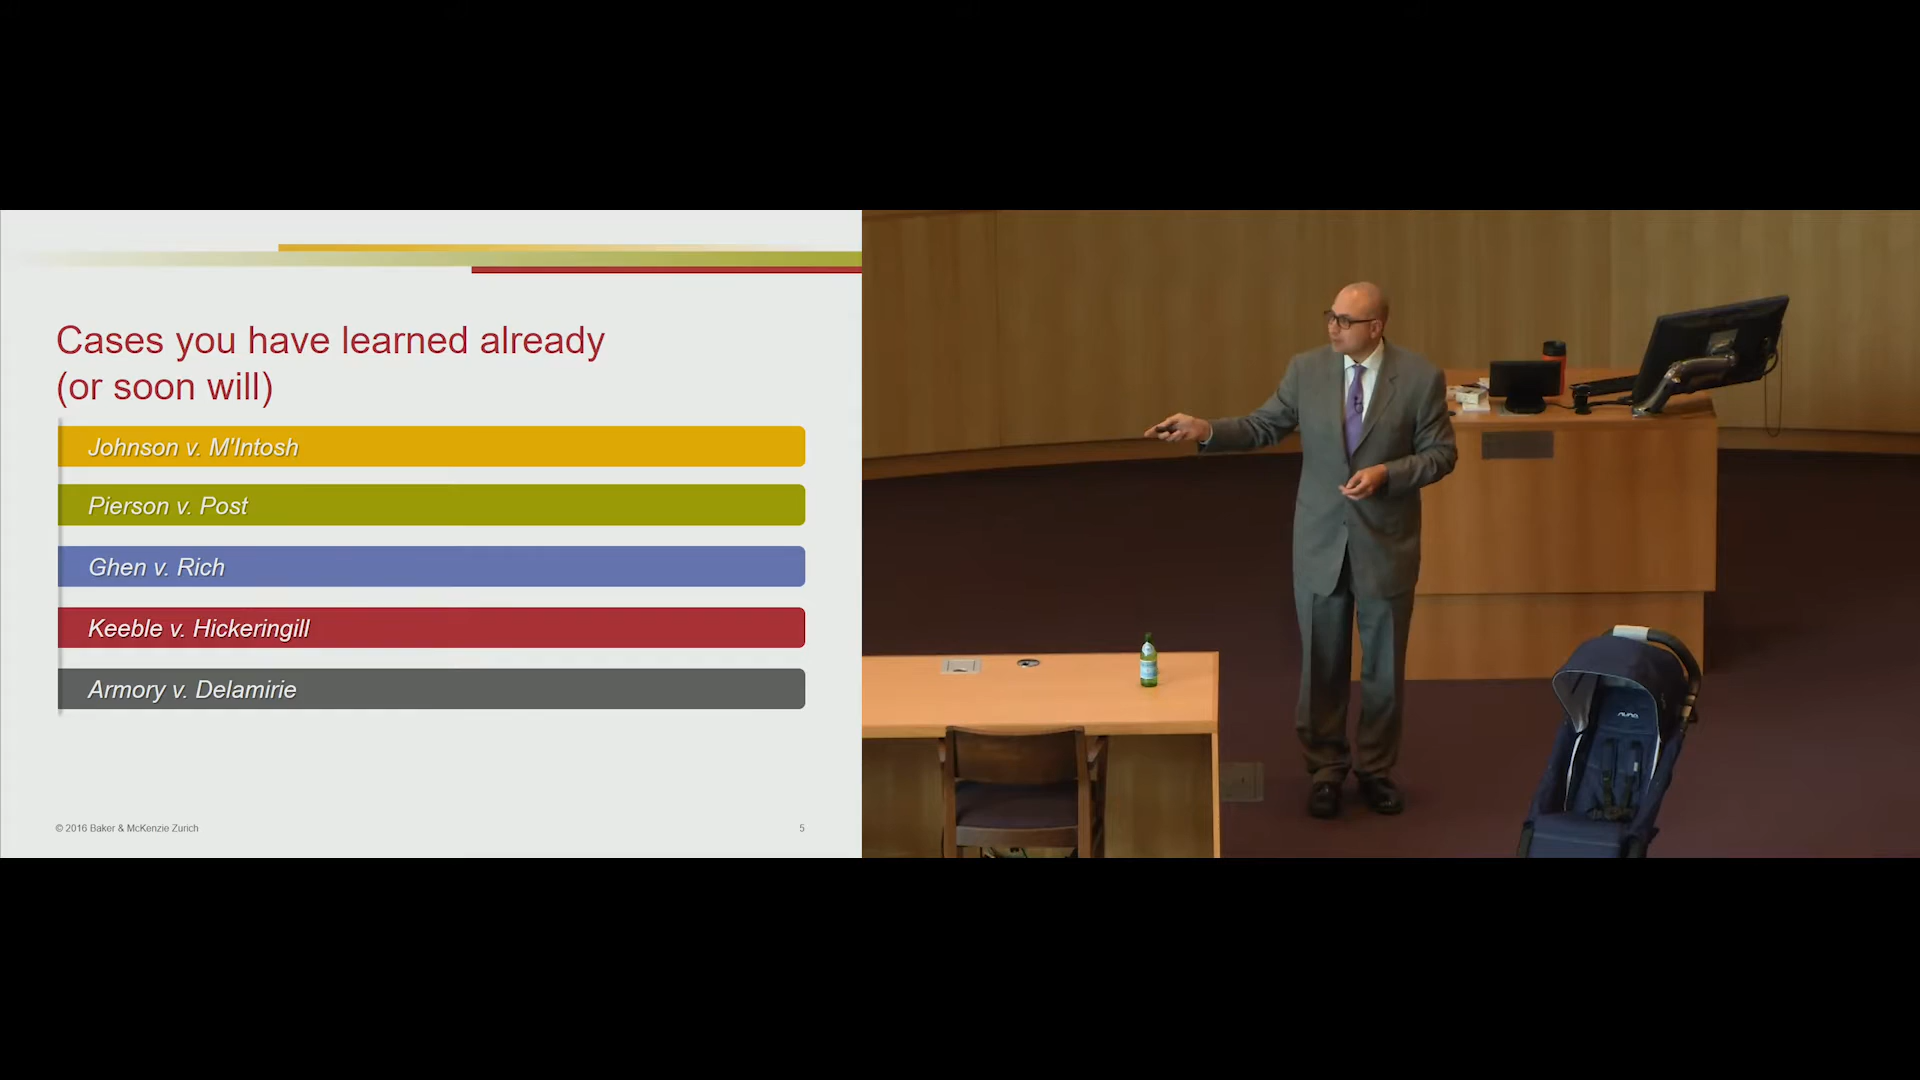 Cases you have learned already
(or soon will)
Johnson v. M'Intosh
Pierson v. Post
Ghen v. Rich
Keeble v. Hickeringill
Armory v. Delamirie
© 2016 Baker & McKenzie Zurich
5
nuna